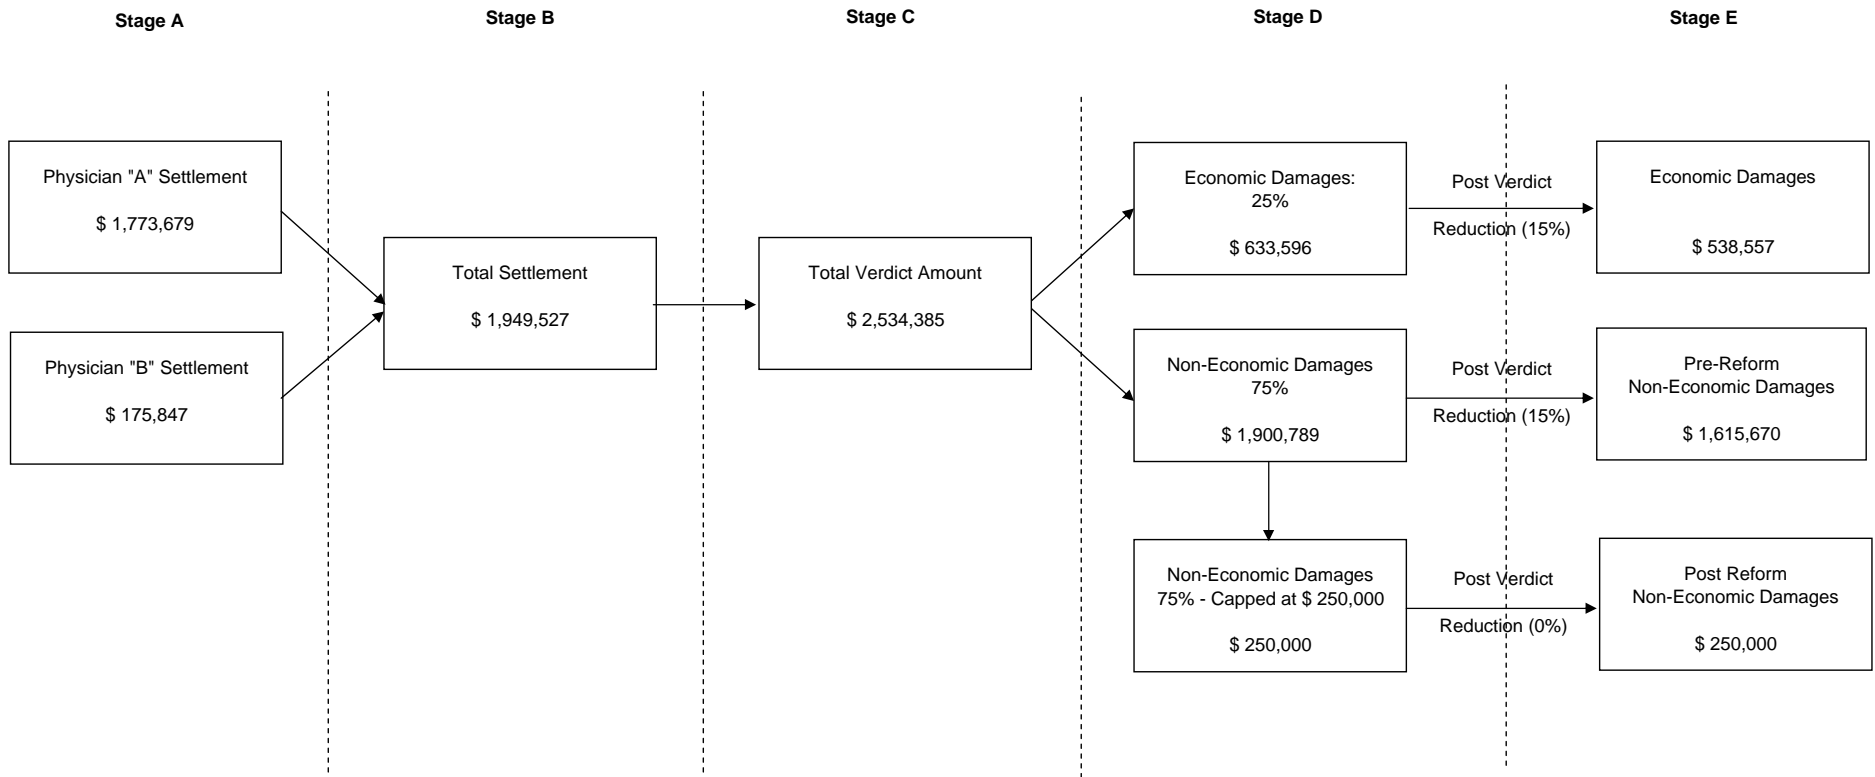 Stage A
Stage B
Stage C
Stage D
Stage E
Physician "A" Settlement
$ 1,773,679
Physician "B" Settlement
$ 175,847
Total Settlement
$ 1,949,527
Total Verdict Amount
$ 2,534,385
Economic Damages:
25%
$ 633,596
Post Verdict
Reduction (15%)
Economic Damages
$ 538,557
Non-Economic Damages
75%
$ 1,900,789
Post Verdict
Reduction (15%)
Pre-Reform
Non-Economic Damages
$ 1,615,670
Non-Economic Damages
75% - Capped at $ 250,000
$ 250,000
Post Verdict
Reduction (0%)
Post Reform
Non-Economic Damages
$ 250,000